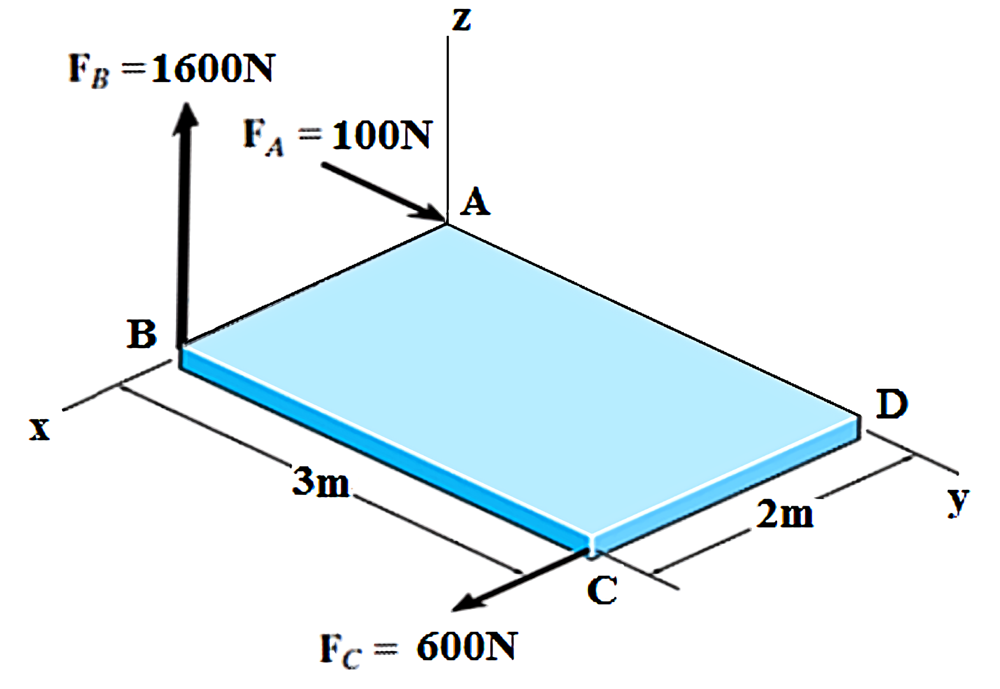 z
F_B =1600N
F_A = 100N
A
B
D
x
3m
2m
y
C
F_C = 600N